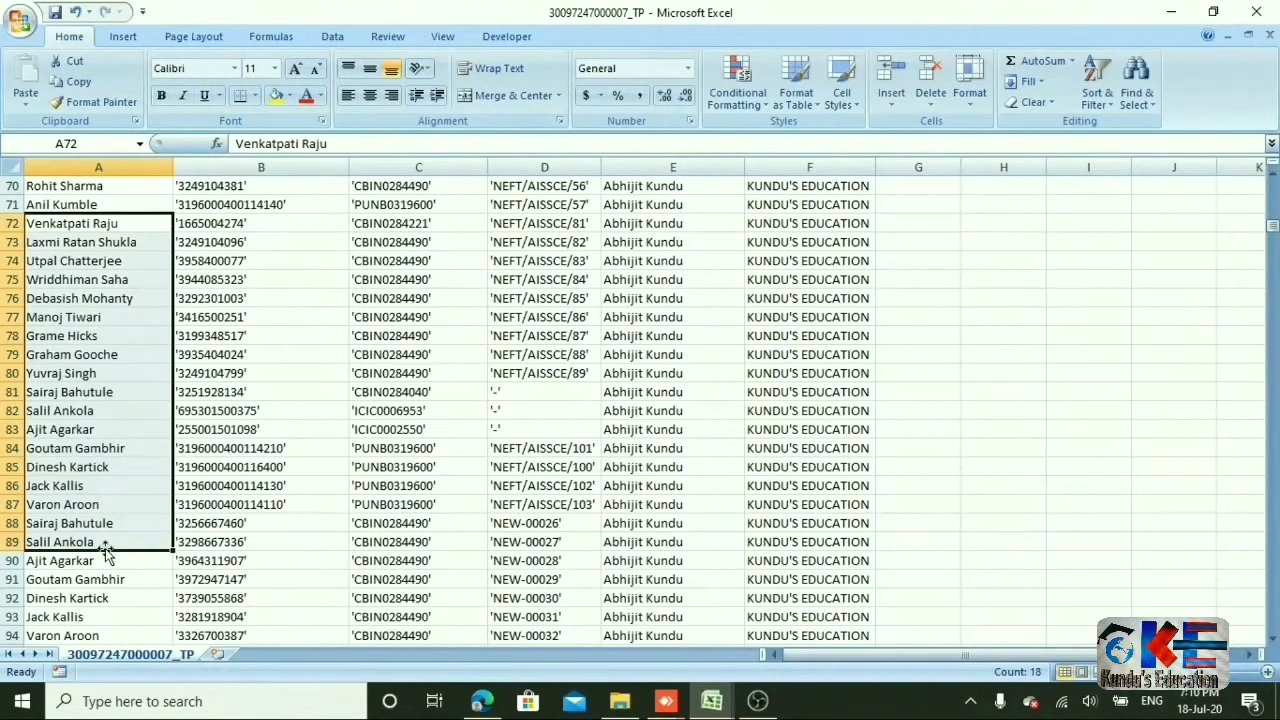 30097247000007_TP - Microsoft Excel
Home Insert Page Layout Formulas Data Review View Developer
Cut
Copy
Format Painter
Paste
Clipboard
Calibri 11
B I U
Font
Wrap Text
Merge & Center
Alignment
General
$ % ,
Number
Conditional Formatting
Format as Table
Cell Styles
Styles
Insert Delete Format
Cells
Σ AutoSum
Fill
Clear
Sort & Filter
Find & Select
Editing
A72 fx Venkatpati Raju
A B C D E F G H I J K
70 Rohit Sharma '3249104381' 'CBIN0284490' 'NEFT/AISSCE/56' Abhijit Kundu KUNDU'S EDUCATION
71 Anil Kumble '3196000400114140' 'PUNB0319600' 'NEFT/AISSCE/57' Abhijit Kundu KUNDU'S EDUCATION
72 Venkatpati Raju '1665004274' 'CBIN0284221' 'NEFT/AISSCE/81' Abhijit Kundu KUNDU'S EDUCATION
73 Laxmi Ratan Shukla '3249104096' 'CBIN0284490' 'NEFT/AISSCE/82' Abhijit Kundu KUNDU'S EDUCATION
74 Utpal Chatterjee '3958400077' 'CBIN0284490' 'NEFT/AISSCE/83' Abhijit Kundu KUNDU'S EDUCATION
75 Wriddhiman Saha '3944085323' 'CBIN0284490' 'NEFT/AISSCE/84' Abhijit Kundu KUNDU'S EDUCATION
76 Debasish Mohanty '3292301003' 'CBIN0284490' 'NEFT/AISSCE/85' Abhijit Kundu KUNDU'S EDUCATION
77 Manoj Tiwari '3416500251' 'CBIN0284490' 'NEFT/AISSCE/86' Abhijit Kundu KUNDU'S EDUCATION
78 Grame Hicks '3199348517' 'CBIN0284490' 'NEFT/AISSCE/87' Abhijit Kundu KUNDU'S EDUCATION
79 Graham Gooche '3935404024' 'CBIN0284490' 'NEFT/AISSCE/88' Abhijit Kundu KUNDU'S EDUCATION
80 Yuvraj Singh '3249104799' 'CBIN0284490' 'NEFT/AISSCE/89' Abhijit Kundu KUNDU'S EDUCATION
81 Sairaj Bahutule '3251928134' 'CBIN0284040' '-' Abhijit Kundu KUNDU'S EDUCATION
82 Salil Ankola '695301500375' 'ICIC0006953' '-' Abhijit Kundu KUNDU'S EDUCATION
83 Ajit Agarkar '255001501098' 'ICIC0002550' '-' Abhijit Kundu KUNDU'S EDUCATION
84 Goutam Gambhir '3196000400114210' 'PUNB0319600' 'NEFT/AISSCE/101' Abhijit Kundu KUNDU'S EDUCATION
85 Dinesh Kartick '3196000400116400' 'PUNB0319600' 'NEFT/AISSCE/100' Abhijit Kundu KUNDU'S EDUCATION
86 Jack Kallis '3196000400114130' 'PUNB0319600' 'NEFT/AISSCE/102' Abhijit Kundu KUNDU'S EDUCATION
87 Varon Aroon '3196000400114110' 'PUNB0319600' 'NEFT/AISSCE/103' Abhijit Kundu KUNDU'S EDUCATION
88 Sairaj Bahutule '3256667460' 'CBIN0284490' 'NEW-00026' Abhijit Kundu KUNDU'S EDUCATION
89 Salil Ankola '3298667336' 'CBIN0284490' 'NEW-00027' Abhijit Kundu KUNDU'S EDUCATION
90 Ajit Agarkar '3964311907' 'CBIN0284490' 'NEW-00028' Abhijit Kundu KUNDU'S EDUCATION
91 Goutam Gambhir '3972947147' 'CBIN0284490' 'NEW-00029' Abhijit Kundu KUNDU'S EDUCATION
92 Dinesh Kartick '3739055868' 'CBIN0284490' 'NEW-00030' Abhijit Kundu KUNDU'S EDUCATION
93 Jack Kallis '3281918904' 'CBIN0284490' 'NEW-00031' Abhijit Kundu KUNDU'S EDUCATION
94 Varon Aroon '3326700387' 'CBIN0284490' 'NEW-00032' Abhijit Kundu KUNDU'S EDUCATION
30097247000007_TP
Ready Count: 18
KE
Kundu's Education
Type here to search
ENG
7:10 PM
18-Jul-20
3